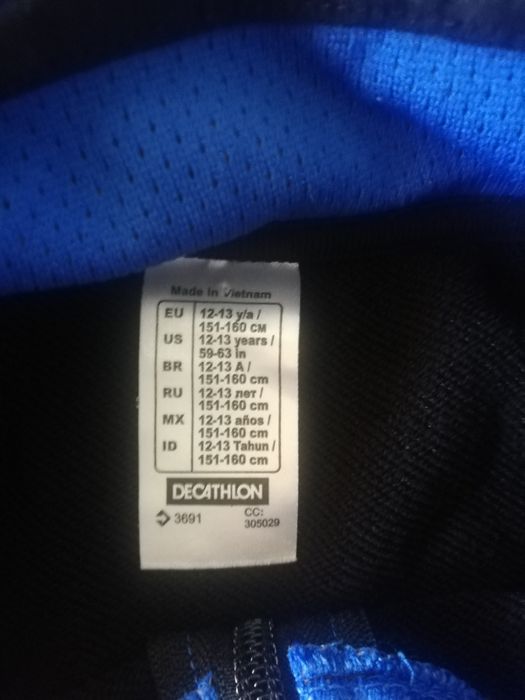 Made in Vietnam
EU 12-13 y/a /
151-160 CM
US 12-13 years /
59-63 in
BR 12-13 A /
151-160 cm
RU 12-13 лет /
151-160 cm
MX 12-13 años /
151-160 cm
ID 12-13 Tahun /
151-160 cm
DECATHLON
3691 CC:
305029